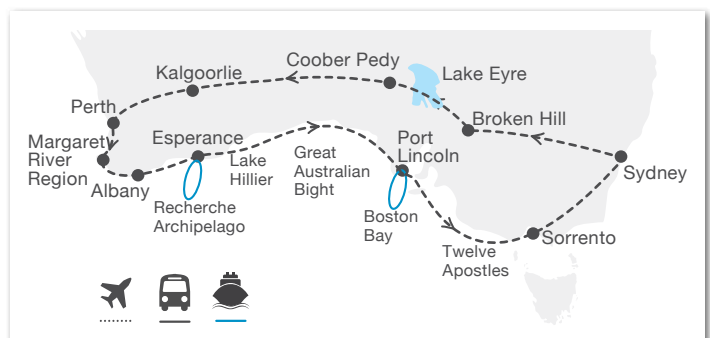 Coober Pedy
Kalgoorlie
Lake Eyre
Perth
Broken Hill
Margaret
River
Region
Esperance
Albany
Lake
Hillier
Great
Australian
Bight
Port
Lincoln
Sydney
Recherche
Archipelago
Boston
Bay
Sorrento
Twelve
Apostles